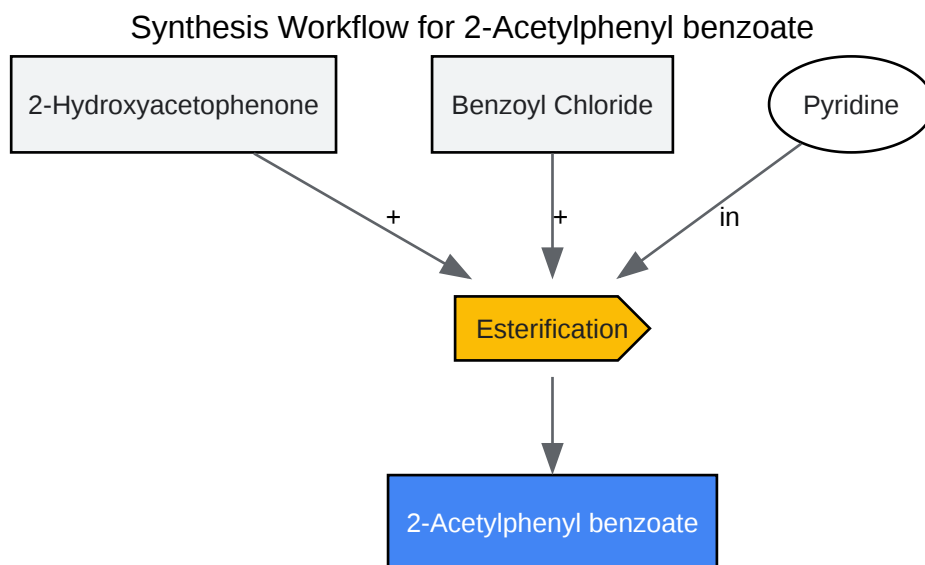 Synthesis Workflow for 2-Acetylphenyl benzoate
2-Hydroxyacetophenone
Benzoyl Chloride
Pyridine
+
+
in
Esterification
2-Acetylphenyl benzoate